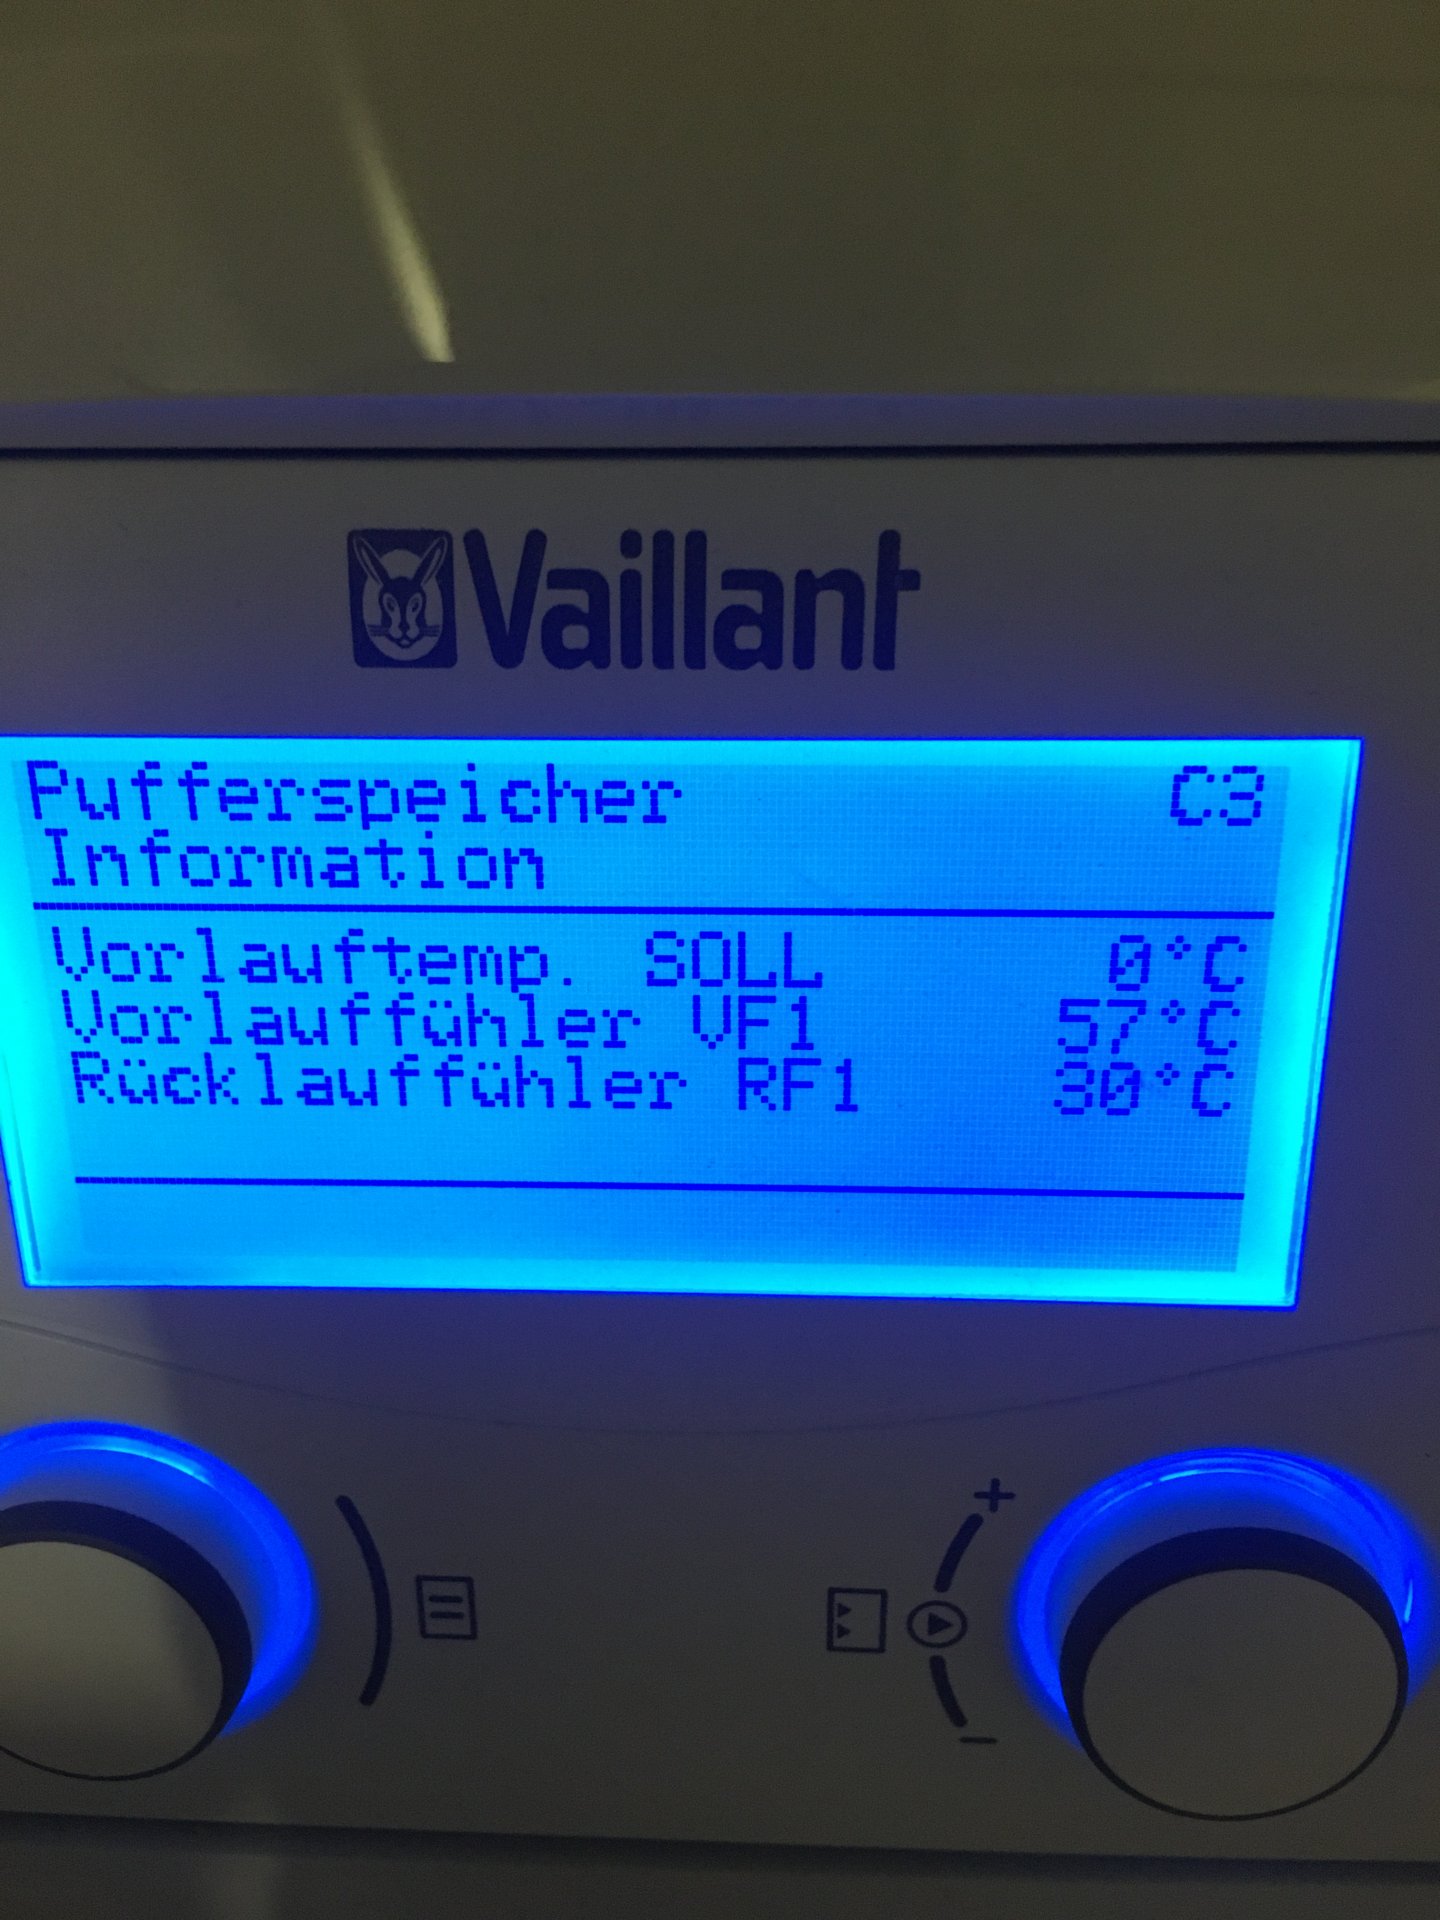 Vaillant
Pufferspeicher C3
Information
Vorlauftemp. SOLL 0°C
Vorlauffühler VF1 57°C
Rücklauffühler RF1 30°C
+
-